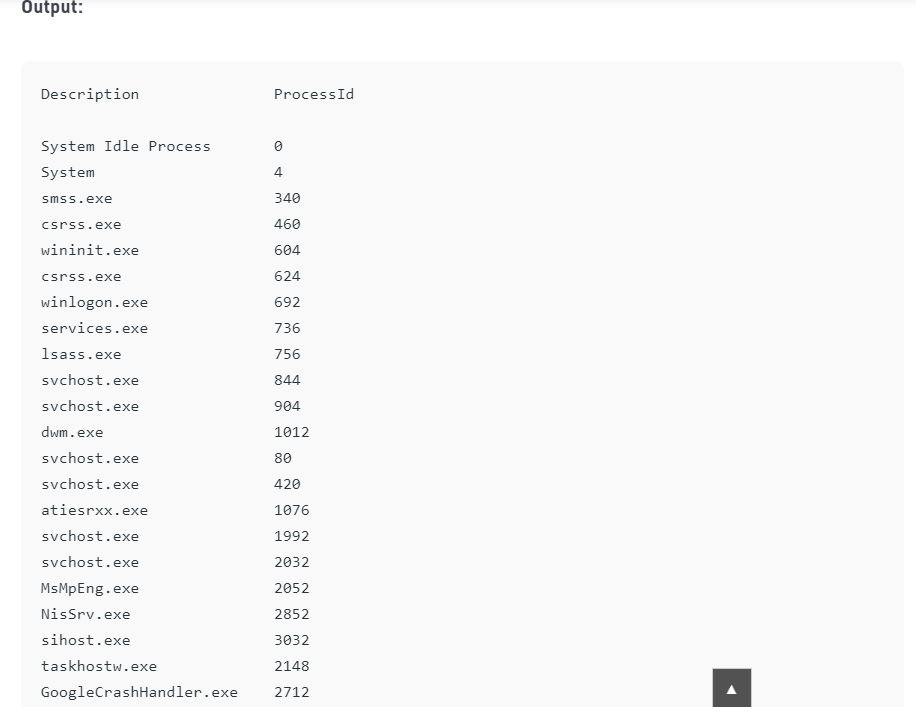 Output:
Description ProcessId
System Idle Process 0
System 4
smss.exe 340
csrss.exe 460
wininit.exe 604
csrss.exe 624
winlogon.exe 692
services.exe 736
lsass.exe 756
svchost.exe 844
svchost.exe 904
dwm.exe 1012
svchost.exe 80
svchost.exe 420
atiesrxx.exe 1076
svchost.exe 1992
svchost.exe 2032
MsMpEng.exe 2052
NisSrv.exe 2852
sihost.exe 3032
taskhostw.exe 2148
GoogleCrashHandler.exe 2712